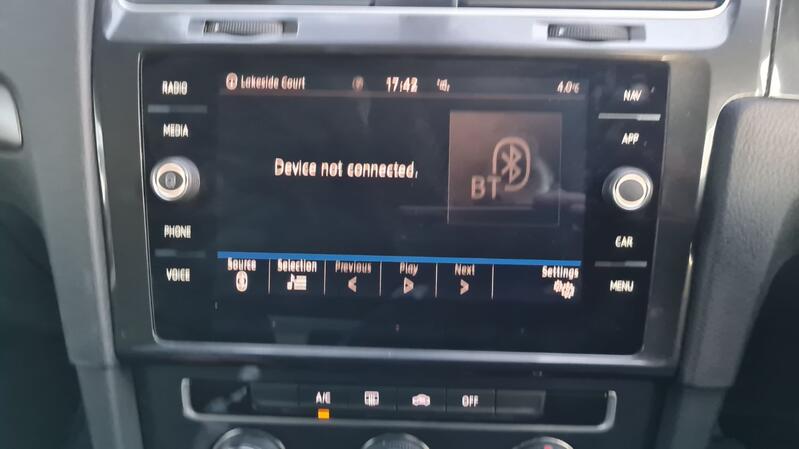 RADIO
MEDIA
PHONE
VOICE
Lakeside Court
17:42
4.0°C
Device not connected.
BT
Source
Selection
Previous
Play
Next
Settings
NAV
APP
CAR
MENU
A/C
OFF